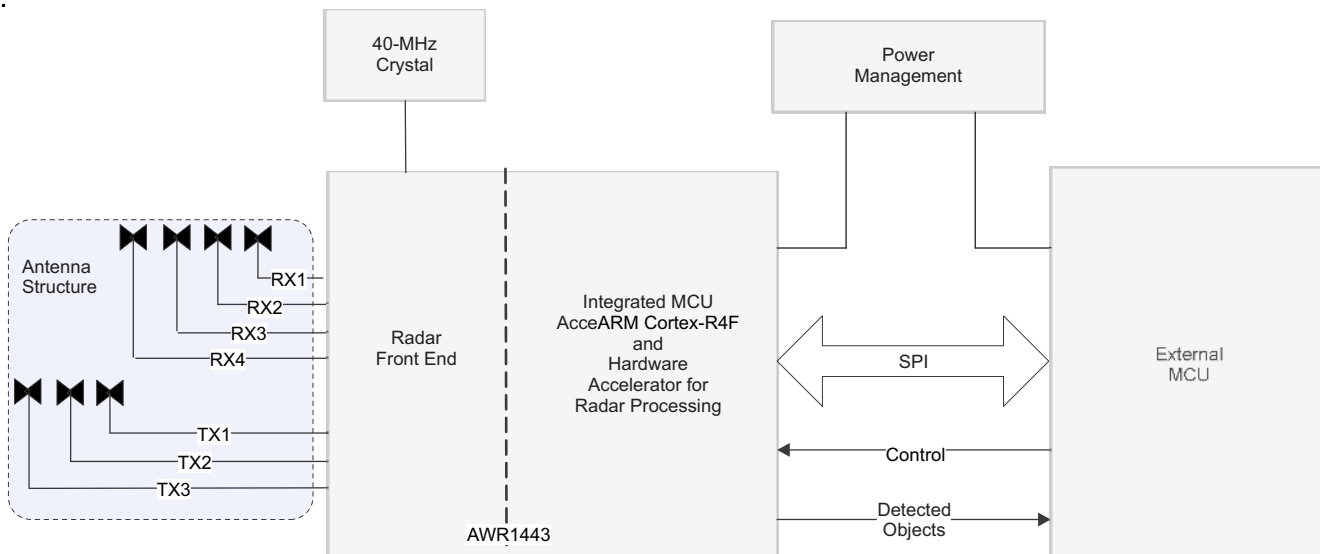 .
40-MHz
Crystal
Power
Management
Antenna
Structure
RX1
RX2
RX3
RX4
TX1
TX2
TX3
Radar
Front End
Integrated MCU
AcceARM Cortex-R4F
and
Hardware
Accelerator for
Radar Processing
AWR1443
SPI
Control
Detected
Objects
External
MCU